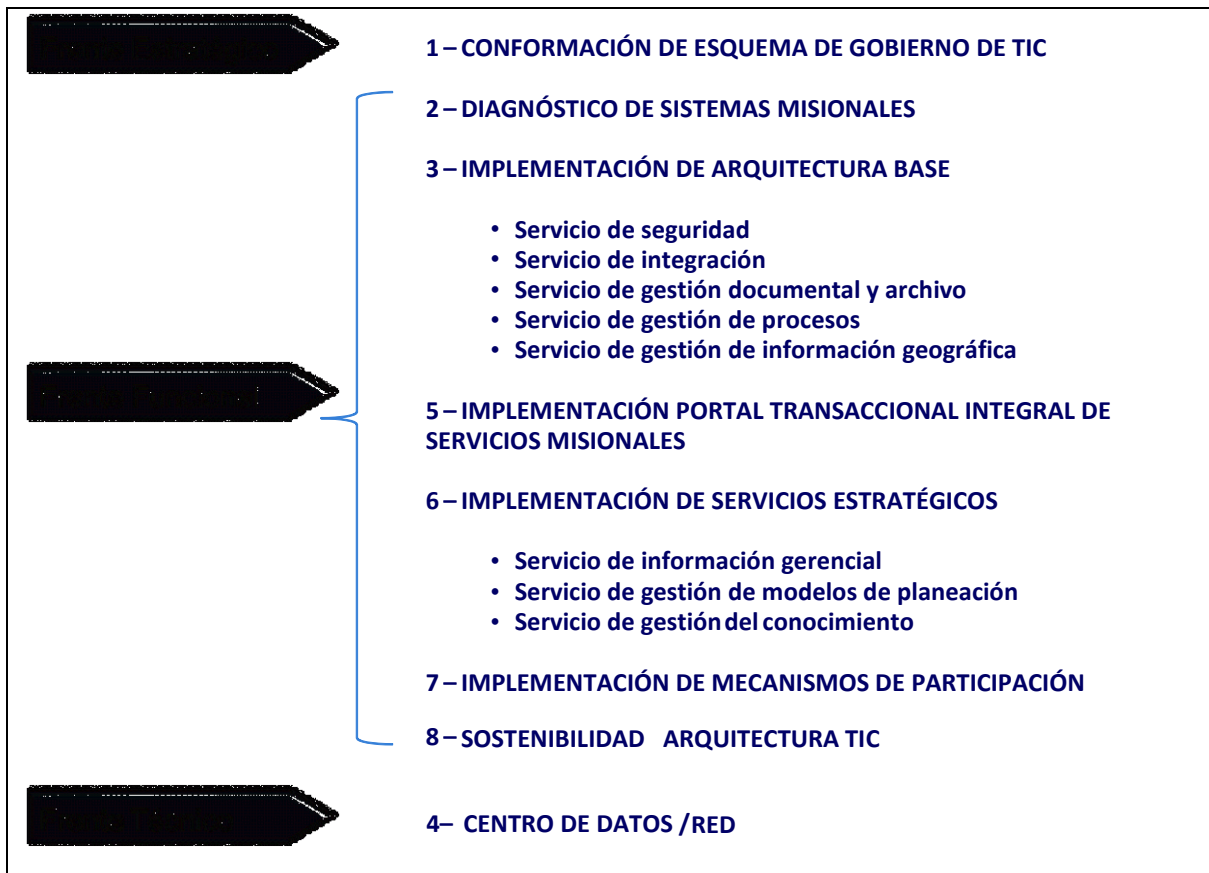 1 – CONFORMACIÓN DE ESQUEMA DE GOBIERNO DE TIC
2 – DIAGNÓSTICO DE SISTEMAS MISIONALES
3 – IMPLEMENTACIÓN DE ARQUITECTURA BASE
• Servicio de seguridad
• Servicio de integración
• Servicio de gestión documental y archivo
• Servicio de gestión de procesos
• Servicio de gestión de información geográfica
5 – IMPLEMENTACIÓN PORTAL TRANSACCIONAL INTEGRAL DE
SERVICIOS MISIONALES
6 – IMPLEMENTACIÓN DE SERVICIOS ESTRATÉGICOS
• Servicio de información gerencial
• Servicio de gestión de modelos de planeación
• Servicio de gestión del conocimiento
7 – IMPLEMENTACIÓN DE MECANISMOS DE PARTICIPACIÓN
8 – SOSTENIBILIDAD ARQUITECTURA TIC
4– CENTRO DE DATOS /RED